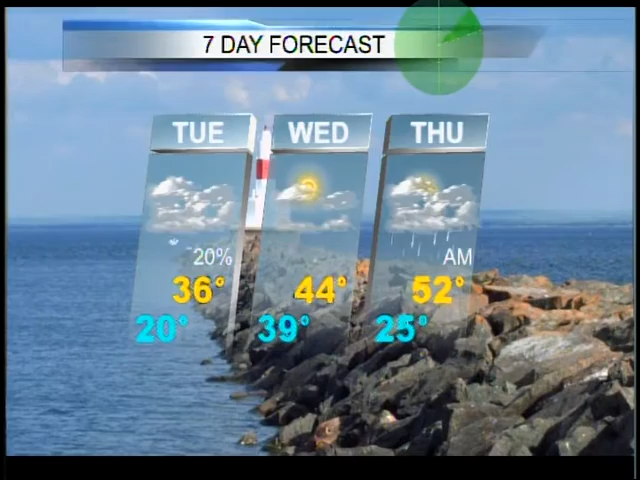 7 DAY FORECAST
TUE WED THU
20% AM
36° 44° 52°
20° 39° 25°